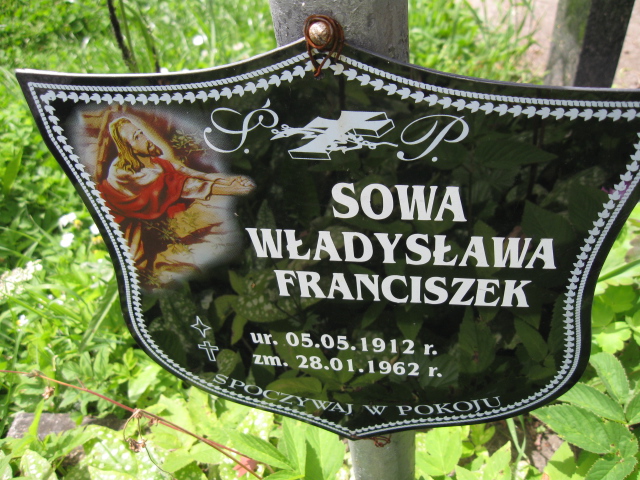 Ś. P.
SOWA
WŁADYSŁAWA
FRANCISZEK
ur. 05.05.1912 r.
zm. 28.01.1962 r.
SPOCZYWAJ W POKOJU